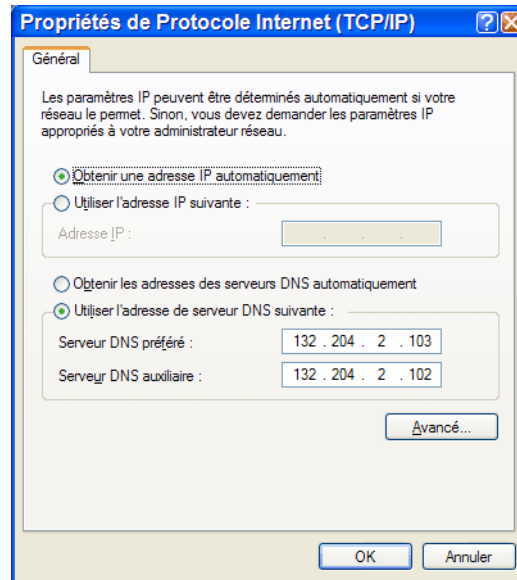 Propriétés de Protocole Internet (TCP/IP)
Général
Les paramètres IP peuvent être déterminés automatiquement si votre
réseau le permet. Sinon, vous devez demander les paramètres IP
appropriés à votre administrateur réseau.
Obtenir une adresse IP automatiquement
Utiliser l'adresse IP suivante :
Adresse IP : . . .
Obtenir les adresses des serveurs DNS automatiquement
Utiliser l'adresse de serveur DNS suivante :
Serveur DNS préféré : 132 . 204 . 2 . 103
Serveur DNS auxiliaire : 132 . 204 . 2 . 102
Avancé...
OK Annuler